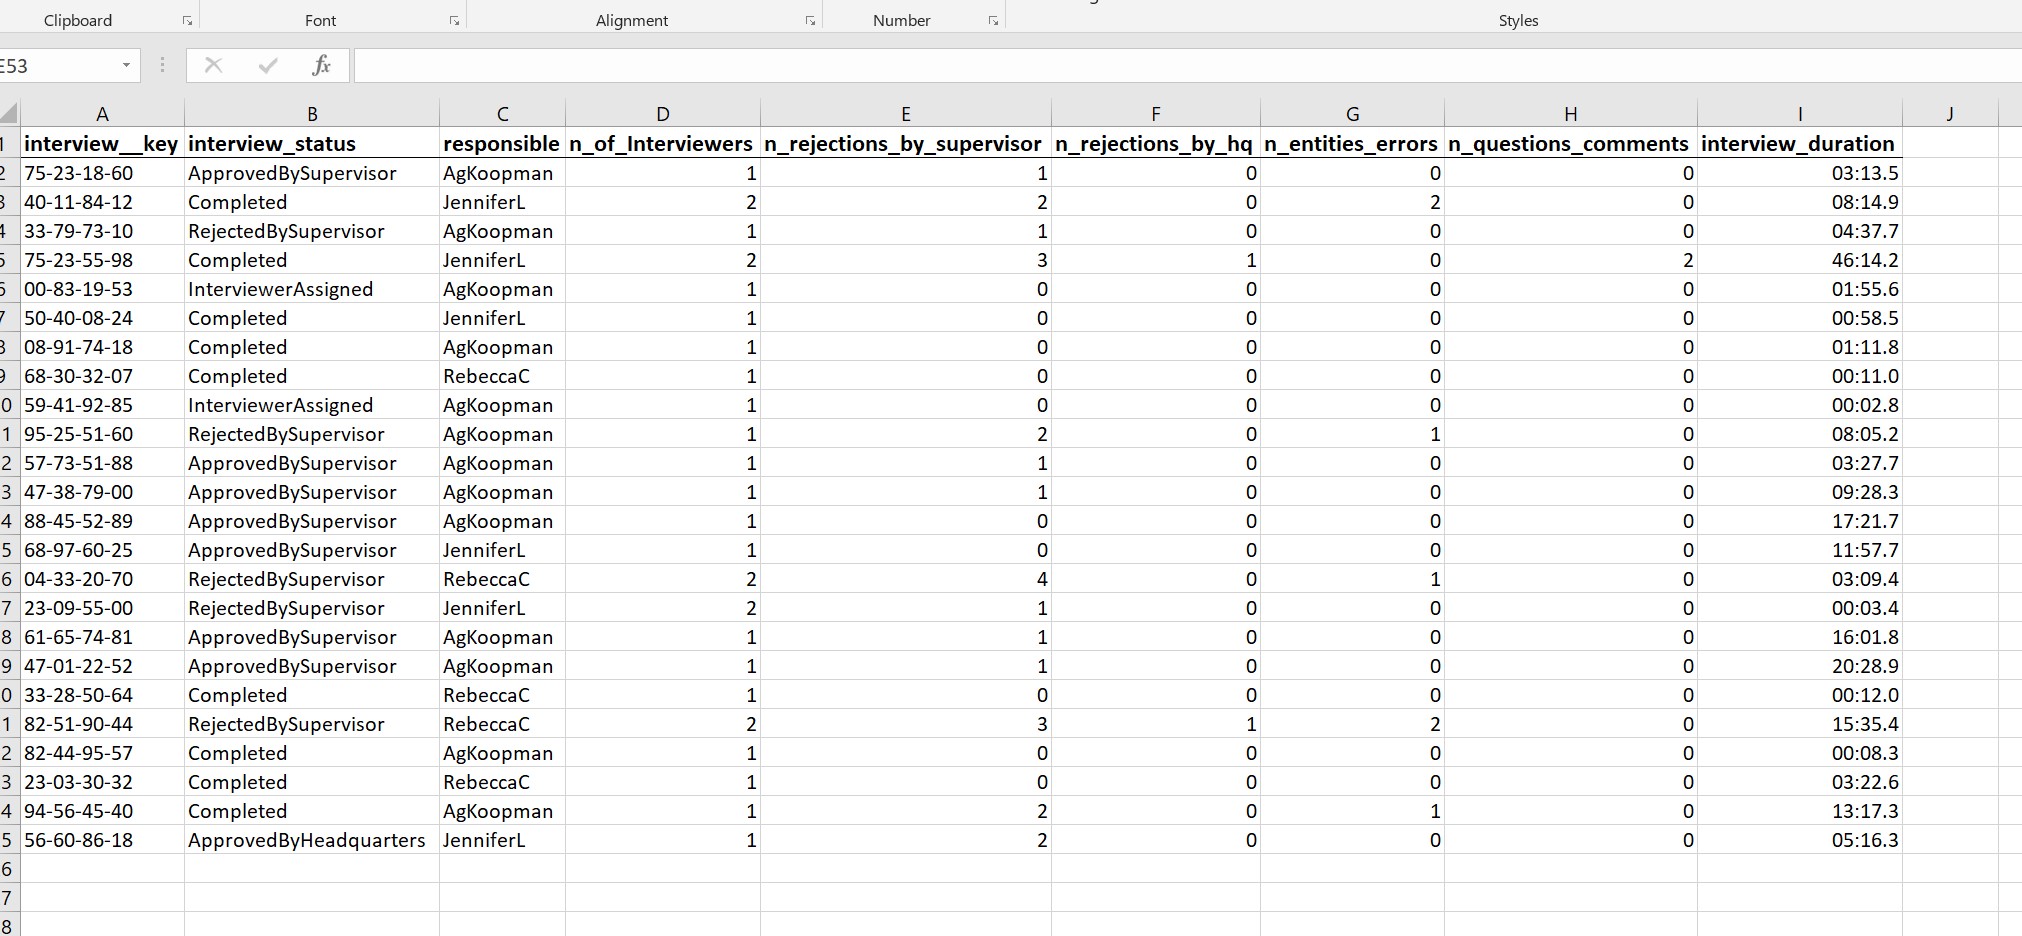 Clipboard Font Alignment Number Styles
E53 fx
A B C D E F G H I J
1 interview__key interview_status responsible n_of_Interviewers n_rejections_by_supervisor n_rejections_by_hq n_entities_errors n_questions_comments interview_duration
2 75-23-18-60 ApprovedBySupervisor AgKoopman 1 1 0 0 0 03:13.5
3 40-11-84-12 Completed JenniferL 2 2 0 2 0 08:14.9
4 33-79-73-10 RejectedBySupervisor AgKoopman 1 1 0 0 0 04:37.7
5 75-23-55-98 Completed JenniferL 2 3 1 0 2 46:14.2
6 00-83-19-53 InterviewerAssigned AgKoopman 1 0 0 0 0 01:55.6
7 50-40-08-24 Completed JenniferL 1 0 0 0 0 00:58.5
8 08-91-74-18 Completed AgKoopman 1 0 0 0 0 01:11.8
9 68-30-32-07 Completed RebeccaC 1 0 0 0 0 00:11.0
0 59-41-92-85 InterviewerAssigned AgKoopman 1 0 0 0 0 00:02.8
1 95-25-51-60 RejectedBySupervisor AgKoopman 1 2 0 1 0 08:05.2
2 57-73-51-88 ApprovedBySupervisor AgKoopman 1 1 0 0 0 03:27.7
3 47-38-79-00 ApprovedBySupervisor AgKoopman 1 1 0 0 0 09:28.3
4 88-45-52-89 ApprovedBySupervisor AgKoopman 1 0 0 0 0 17:21.7
5 68-97-60-25 ApprovedBySupervisor JenniferL 1 0 0 0 0 11:57.7
6 04-33-20-70 RejectedBySupervisor RebeccaC 2 4 0 1 0 03:09.4
7 23-09-55-00 RejectedBySupervisor JenniferL 2 1 0 0 0 00:03.4
8 61-65-74-81 ApprovedBySupervisor AgKoopman 1 1 0 0 0 16:01.8
9 47-01-22-52 ApprovedBySupervisor AgKoopman 1 1 0 0 0 20:28.9
0 33-28-50-64 Completed RebeccaC 1 0 0 0 0 00:12.0
1 82-51-90-44 RejectedBySupervisor RebeccaC 2 3 1 2 0 15:35.4
2 82-44-95-57 Completed AgKoopman 1 0 0 0 0 00:08.3
3 23-03-30-32 Completed RebeccaC 1 0 0 0 0 03:22.6
4 94-56-45-40 Completed AgKoopman 1 2 0 1 0 13:17.3
5 56-60-86-18 ApprovedByHeadquarters JenniferL 1 2 0 0 0 05:16.3
6
7
8